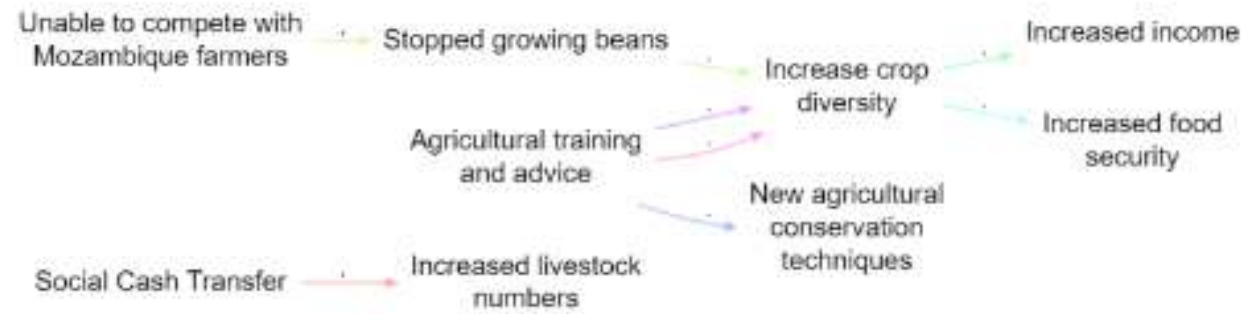 Unable to compete with
Mozambique farmers
Stopped growing beans
Increase crop
diversity
Increased income
Increased food
security
Agricultural training
and advice
New agricultural
conservation
techniques
Social Cash Transfer
Increased livestock
numbers